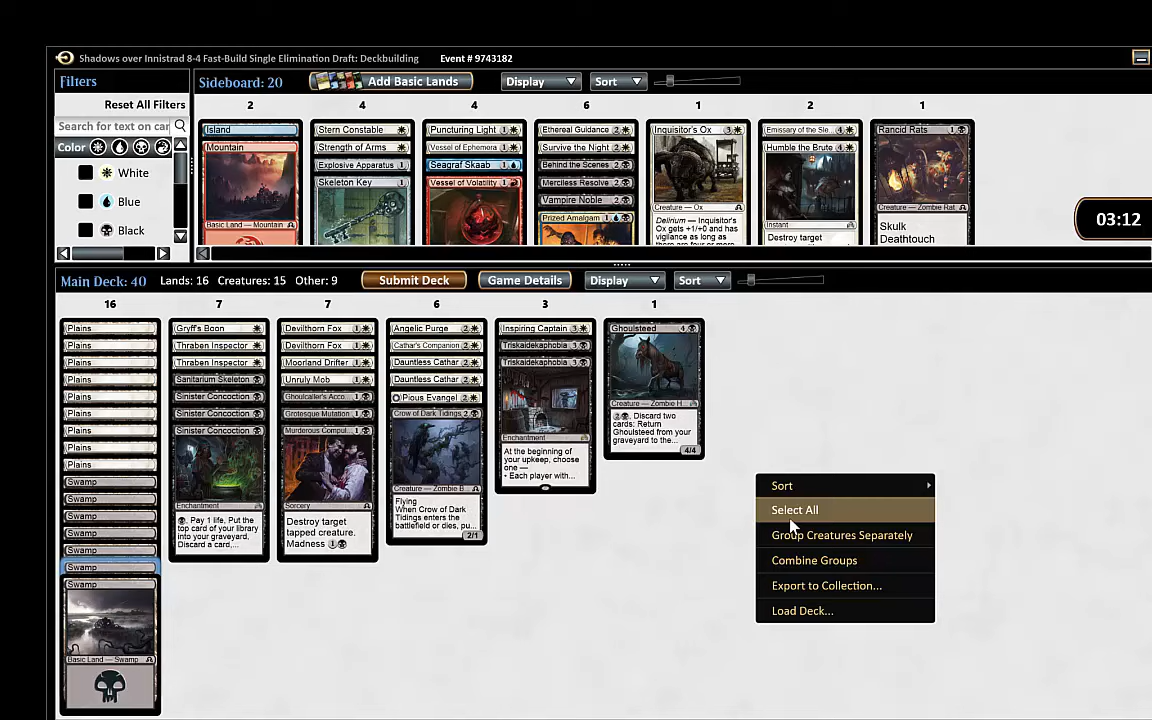 Shadows over Innistrad 8-4 Fast-Build Single Elimination Draft: Deckbuilding Event # 9743182
Filters
Sideboard: 20
Add Basic Lands
Display
Sort
Reset All Filters
Search for text on car
Color
White
Blue
Black
2
4
4
6
1
2
1
Island
Mountain
Basic Land — Mountain
Stern Constable
Strength of Arms
Explosive Apparatus
Skeleton Key
Puncturing Light
Vessel of Ephemera
Seagraf Skaab
Vessel of Volatility
Ethereal Guidance
Survive the Night
Behind the Scenes
Merciless Resolve
Vampire Noble
Prized Amalgam
Inquisitor's Ox
Creature — Ox
Delirium — Inquisitor's
Ox gets +1/+0 and has
vigilance as long as
there are four or more
Emissary of the Sle...
Humble the Brute
Instant
Destroy target
Rancid Rats
Creature — Zombie Rat
Skulk
Deathtouch
03:12
Main Deck: 40
Lands: 16
Creatures: 15
Other: 9
Submit Deck
Game Details
Display
Sort
16
7
7
6
3
1
Plains
Plains
Plains
Plains
Plains
Plains
Plains
Plains
Plains
Swamp
Swamp
Swamp
Swamp
Swamp
Swamp
Swamp
Basic Land — Swamp
Gryff's Boon
Thraben Inspector
Thraben Inspector
Sanitarium Skeleton
Sinister Concoction
Sinister Concoction
Sinister Concoction
Enchantment
Pay 1 life, Put the
top card of your library
into your graveyard,
Discard a card,...
Devilthorn Fox
Devilthorn Fox
Moorland Drifter
Unruly Mob
Ghoulcaller's Acco...
Grotesque Mutation
Murderous Compul...
Sorcery
Destroy target
tapped creature.
Madness
Angelic Purge
Cathar's Companion
Dauntless Cathar
Dauntless Cathar
Pious Evangel
Crow of Dark Tidings
Creature — Zombie B
Flying
When Crow of Dark
Tidings enters the
battlefield or dies, pu...
2/1
Inspiring Captain
Triskaidekaphobia
Triskaidekaphobia
Enchantment
At the beginning of
your upkeep, choose
one —
• Each player with...
Ghoulsteed
Creature — Zombie H
Discard two
cards: Return
Ghoulsteed from your
graveyard to the...
4/4
Sort
Select All
Group Creatures Separately
Combine Groups
Export to Collection...
Load Deck...